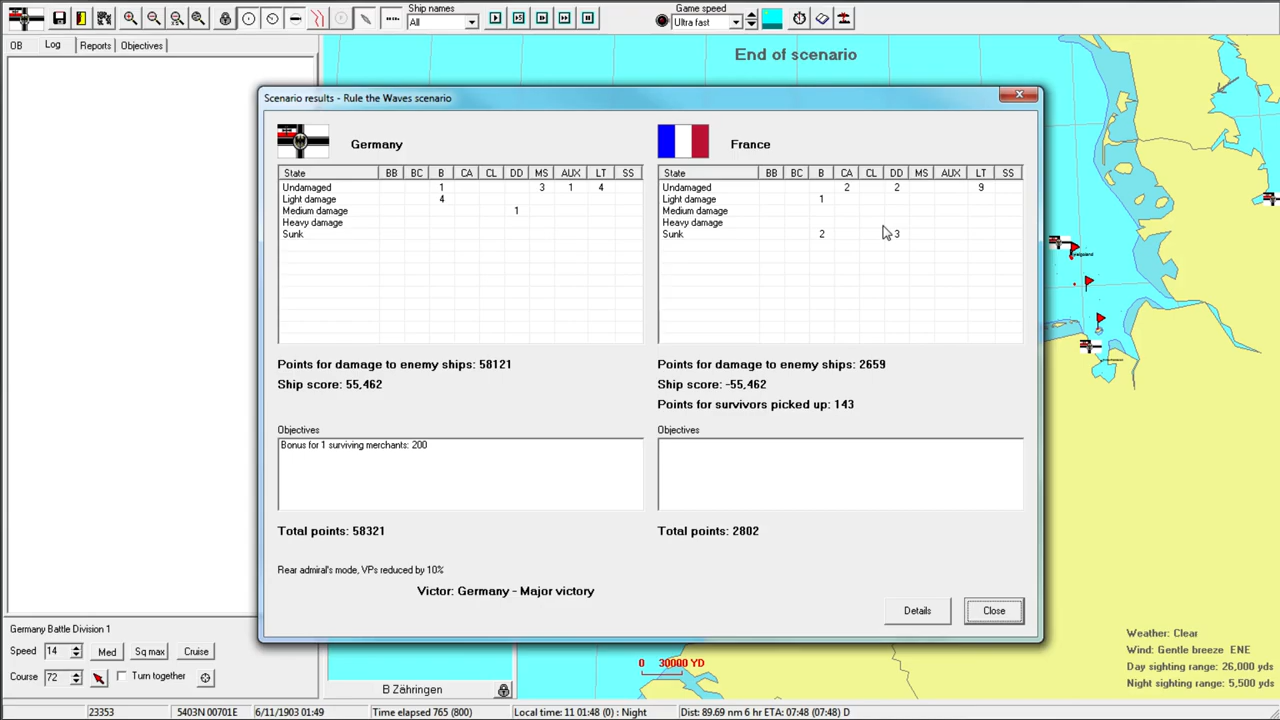 Ship names
All
Game speed
Ultra fast
OB Log Reports Objectives
End of scenario
Scenario results - Rule the Waves scenario
Germany
State BB BC B CA CL DD MS AUX LT SS
Undamaged 1 3 1 4
Light damage 4
Medium damage 1
Heavy damage
Sunk
Points for damage to enemy ships: 58121
Ship score: 55,462
Objectives
Bonus for 1 surviving merchants: 200
Total points: 58321
France
State BB BC B CA CL DD MS AUX LT SS
Undamaged 2 2 9
Light damage 1
Medium damage
Heavy damage
Sunk 2 3
Points for damage to enemy ships: 2659
Ship score: -55,462
Points for survivors picked up: 143
Objectives
Total points: 2802
Rear admiral's mode, VPs reduced by 10%
Victor: Germany - Major victory
Details Close
Germany Battle Division 1
Speed 14 Med Sq max Cruise
Course 72 Turn together
B Zähringen
0 30000 YD
Weather: Clear
Wind: Gentle breeze ENE
Day sighting range: 26,000 yds
Night sighting range: 5,500 yds
23353 5403N 00701E 6/11/1903 01:49 Time elapsed 765 (800) Local time: 11 01:48 (0) : Night Dist: 89.69 nm 6 hr ETA: 07:48 (07:48) D